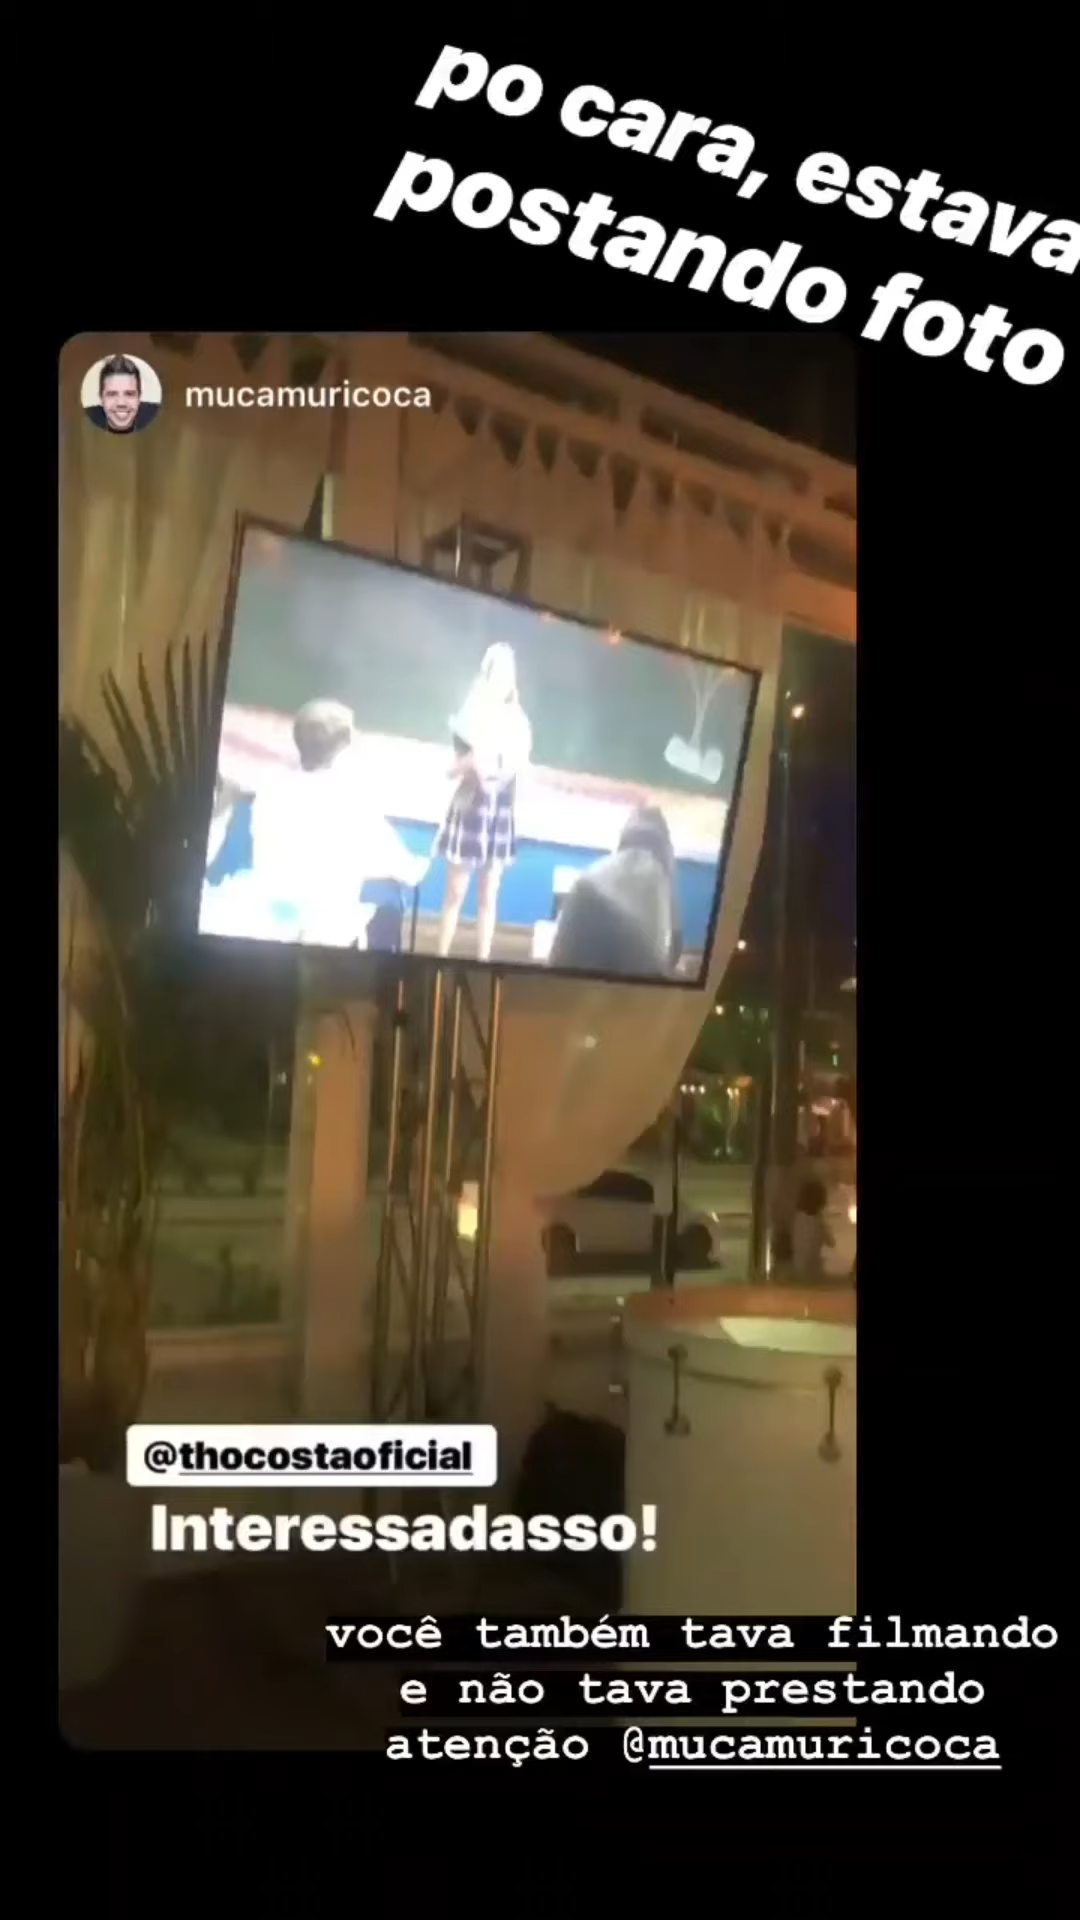 po cara, estava
postando foto
mucamuricoca
@thocostaoficial
Interessadasso!
você também tava filmando
e não tava prestando
atenção @mucamuricoca